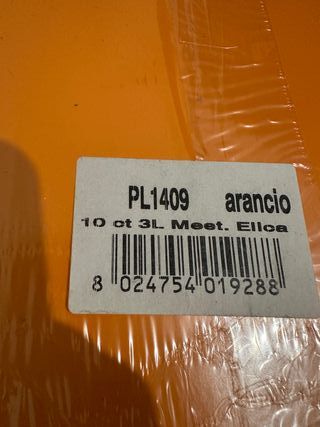 PL1409 arancio
10 ct 3L Meet. Elica
8 024754 019288